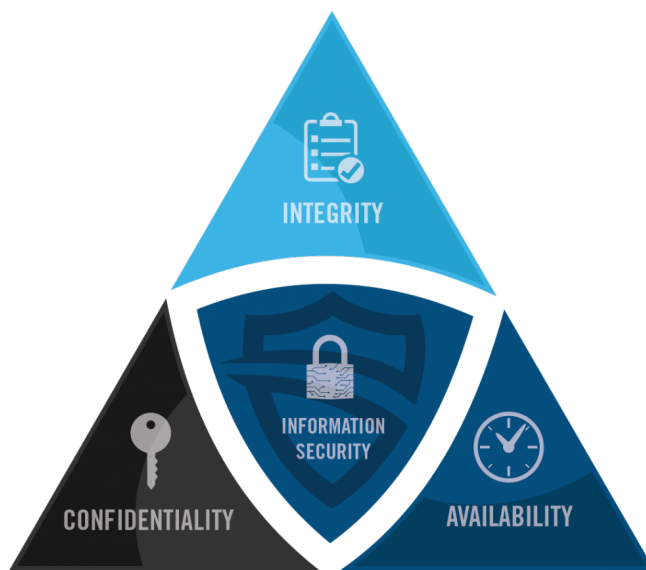 INTEGRITY
INFORMATION
SECURITY
CONFIDENTIALITY
AVAILABILITY